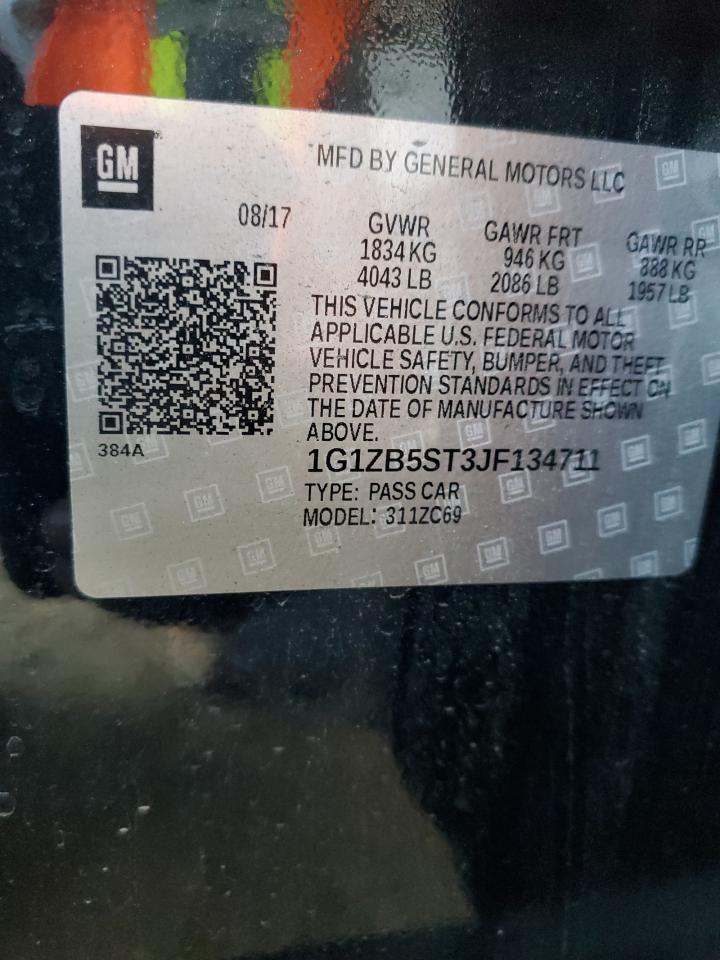 GM
MFD BY GENERAL MOTORS LLC
08/17
GVWR GAWR FRT GAWR RR
1834 KG 946 KG 888 KG
4043 LB 2086 LB 1957 LB
THIS VEHICLE CONFORMS TO ALL
APPLICABLE U.S. FEDERAL MOTOR
VEHICLE SAFETY, BUMPER, AND THEFT
PREVENTION STANDARDS IN EFFECT ON
THE DATE OF MANUFACTURE SHOWN
ABOVE.
384A
1G1ZB5ST3JF134711
TYPE: PASS CAR
MODEL: 311ZC69